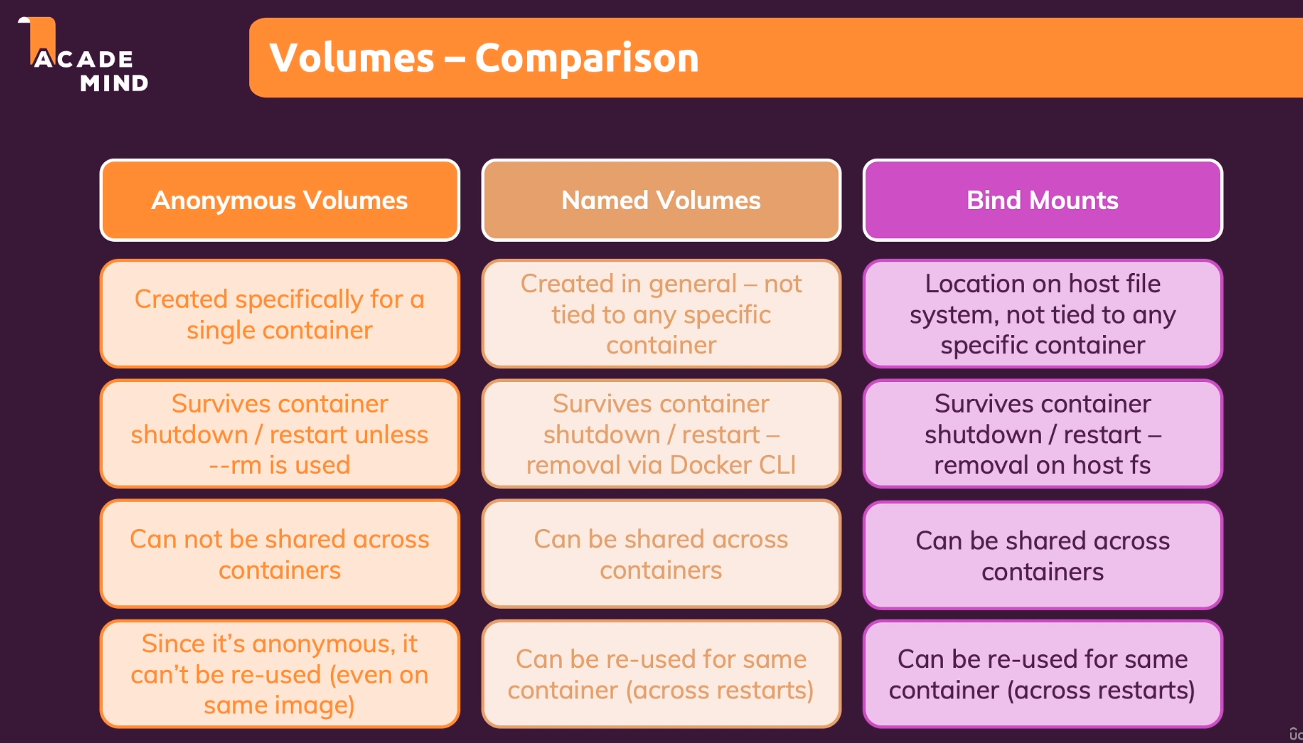 ACADE
MIND
Volumes – Comparison
Anonymous Volumes
Created specifically for a
single container
Survives container
shutdown / restart unless
--rm is used
Can not be shared across
containers
Since it’s anonymous, it
can’t be re-used (even on
same image)
Named Volumes
Created in general – not
tied to any specific
container
Survives container
shutdown / restart –
removal via Docker CLI
Can be shared across
containers
Can be re-used for same
container (across restarts)
Bind Mounts
Location on host file
system, not tied to any
specific container
Survives container
shutdown / restart –
removal on host fs
Can be shared across
containers
Can be re-used for same
container (across restarts)